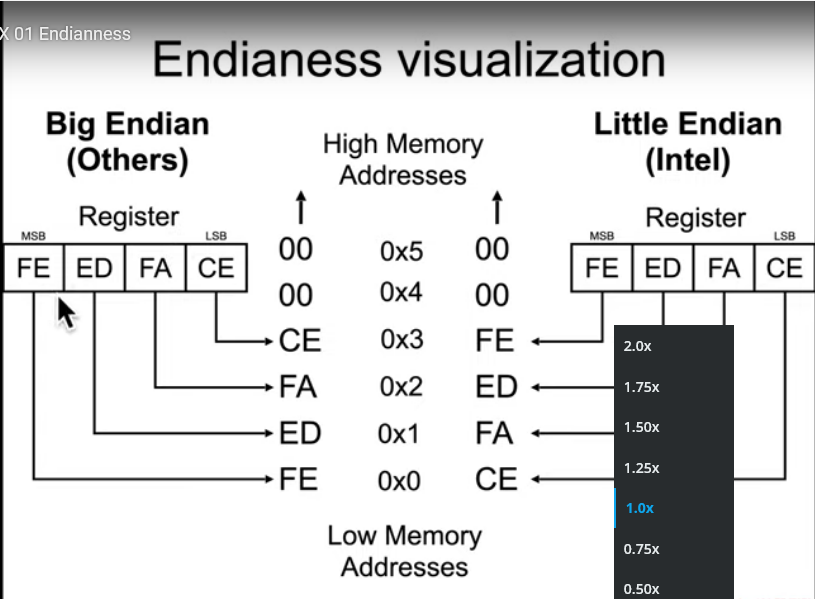 X 01 Endianness
Endianess visualization
Big Endian
(Others)
High Memory
Addresses
Little Endian
(Intel)
Register
MSB LSB
FE ED FA CE
Register
MSB LSB
FE ED FA CE
00 0x5 00
00 0x4 00
CE 0x3 FE
FA 0x2 ED
ED 0x1 FA
FE 0x0 CE
Low Memory
Addresses
2.0x
1.75x
1.50x
1.25x
1.0x
0.75x
0.50x